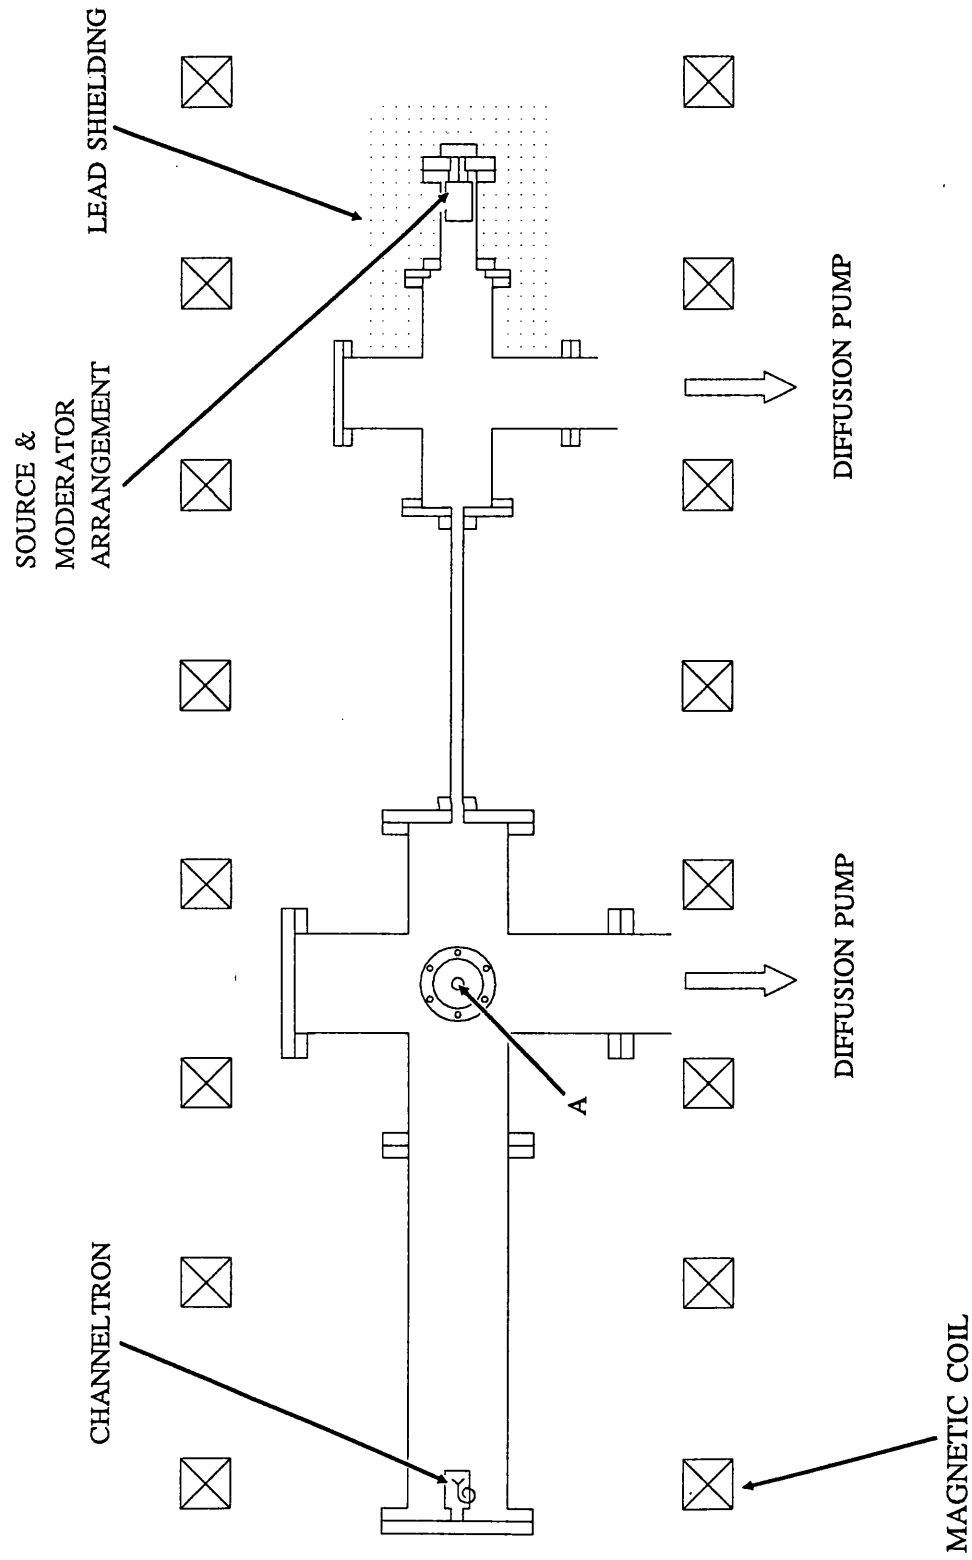 LEAD SHIELDING
SOURCE &
MODERATOR
ARRANGEMENT
DIFFUSION PUMP
CHANNELTRON
A
DIFFUSION PUMP
MAGNETIC COIL